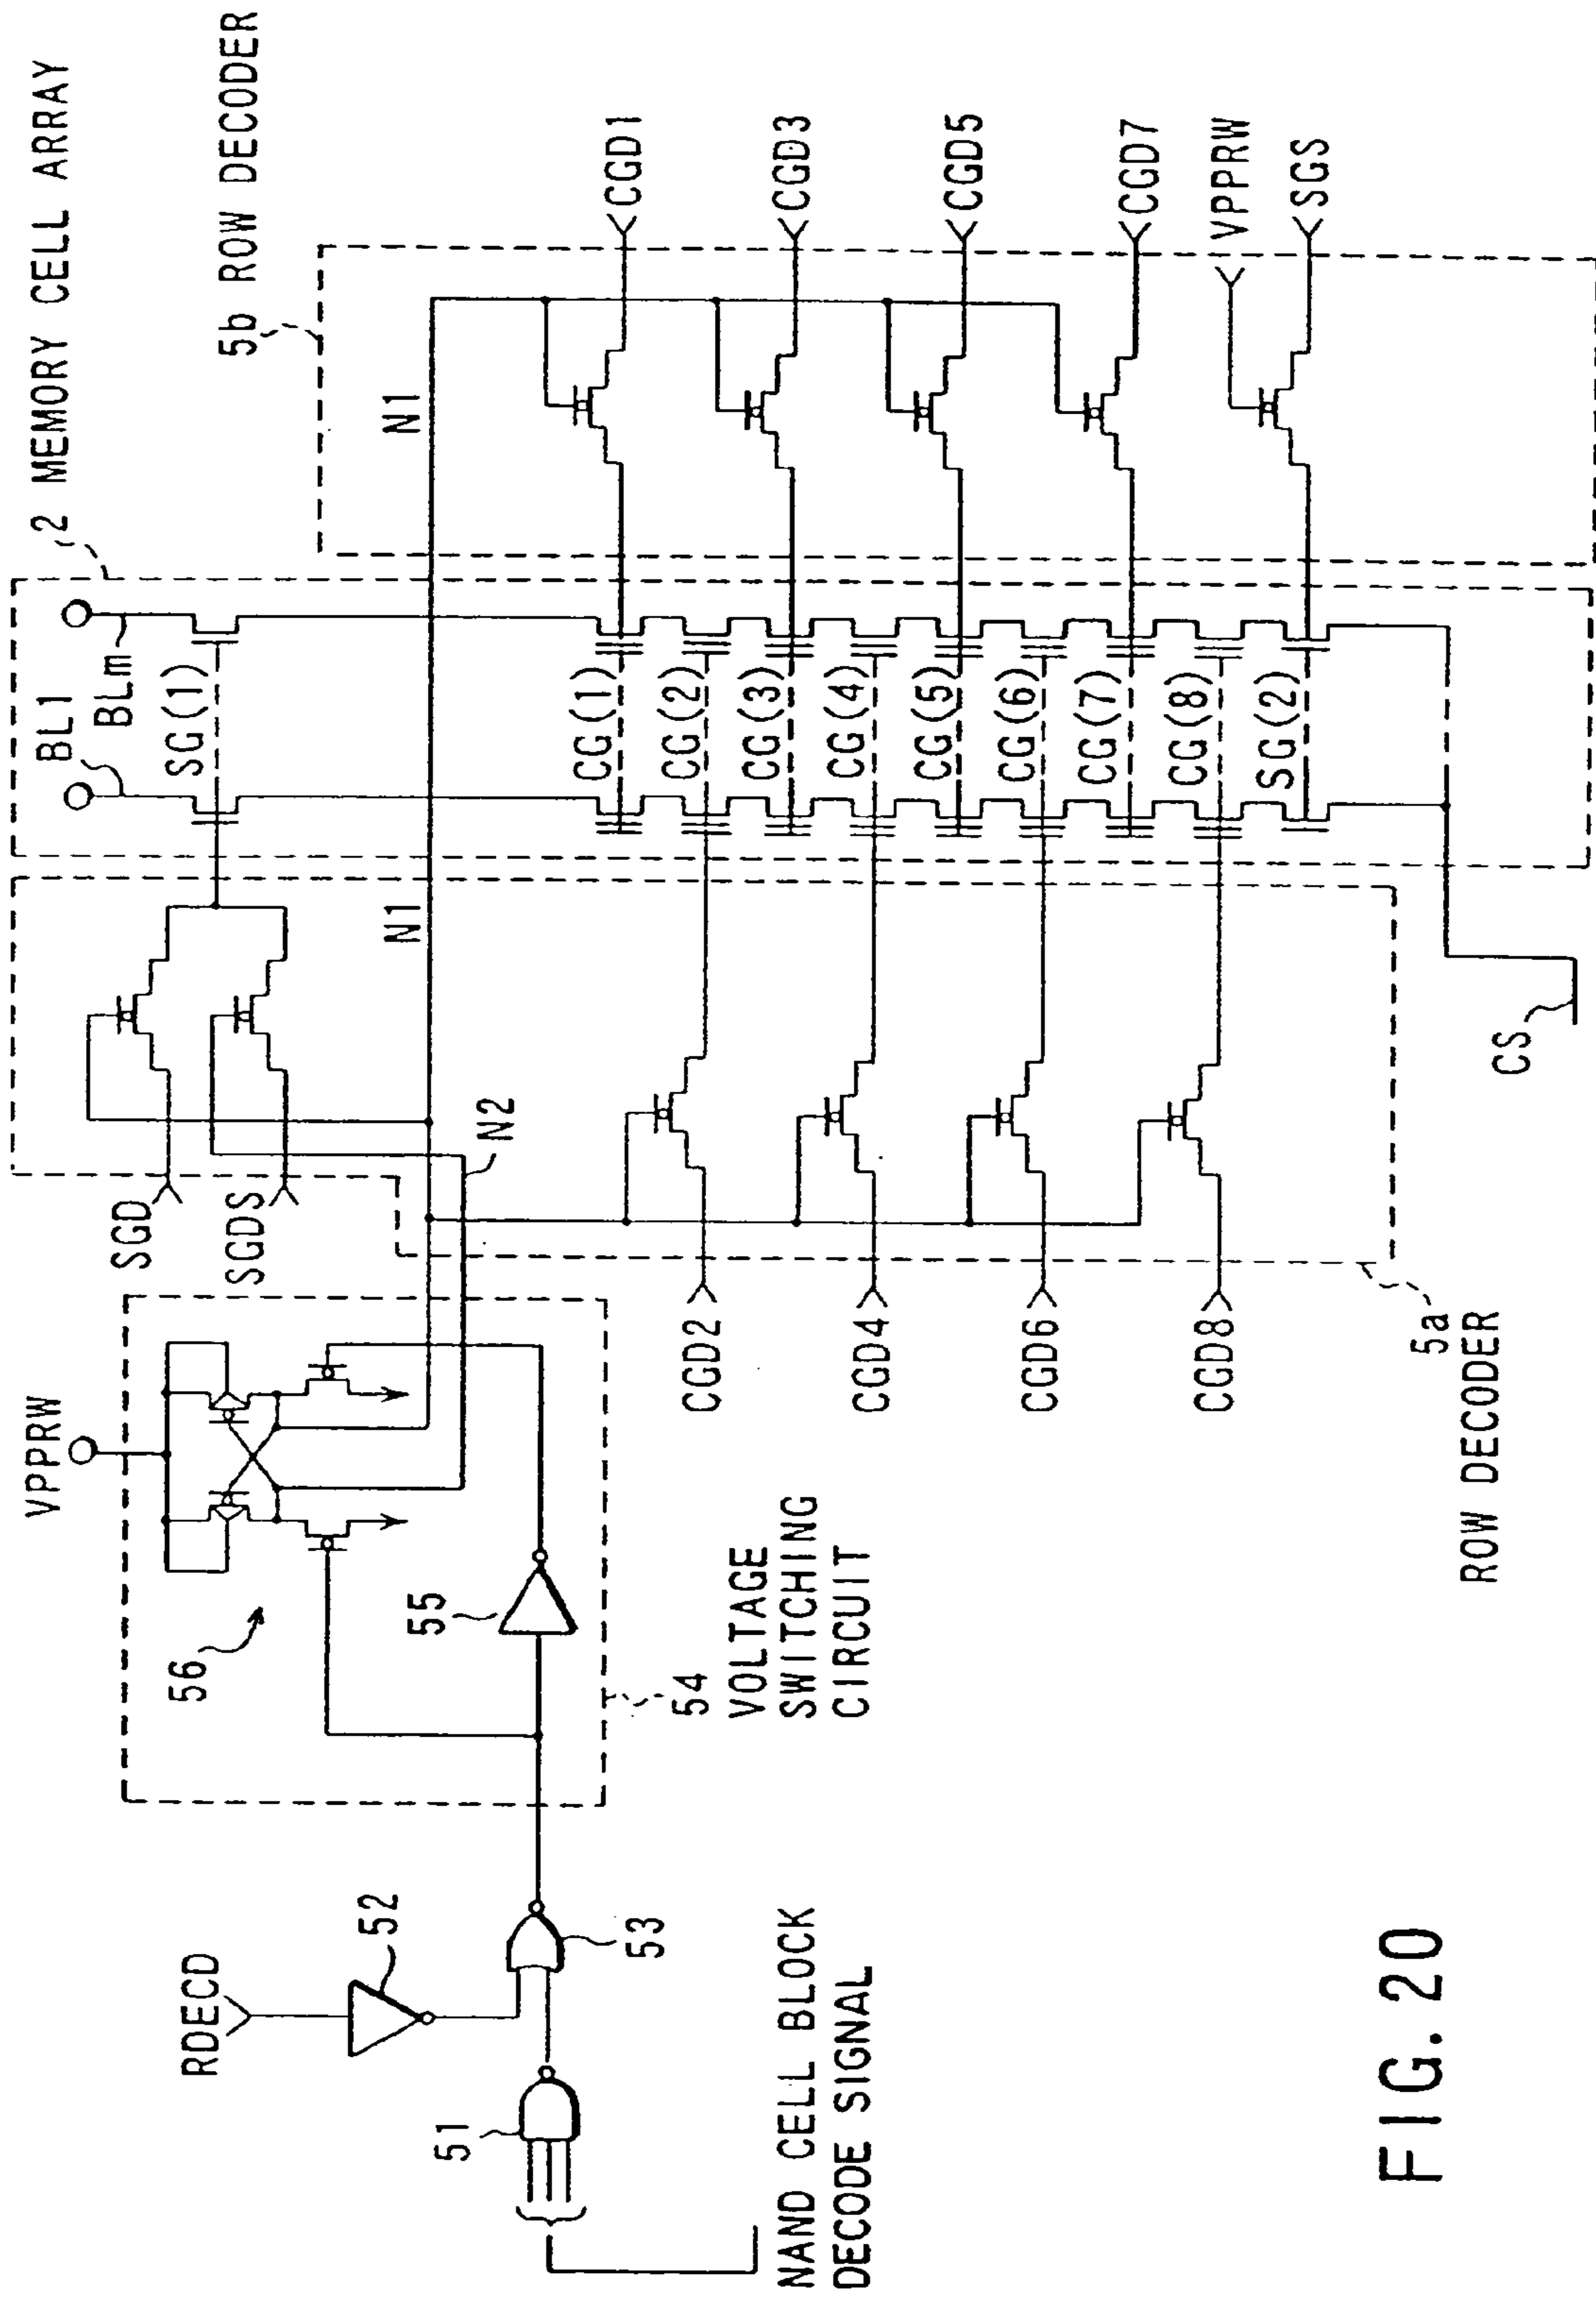 2 MEMORY CELL ARRAY
5b ROW DECODER
BL1
BLm
SG(1)
N1
N1
CGD1
CGD3
CGD5
CGD7
VPPRW
SGS
CG(1)
CG(2)
CG(3)
CG(4)
CG(5)
CG(6)
CG(7)
CG(8)
SG(2)
CS
SGD
SGDS
N2
CGD2
CGD4
CGD6
CGD8
5a
ROW DECODER
VPPRW
56
55
54
VOLTAGE
SWITCHING
CIRCUIT
RDECD
52
53
51
NAND CELL BLOCK
DECODE SIGNAL
FIG. 20